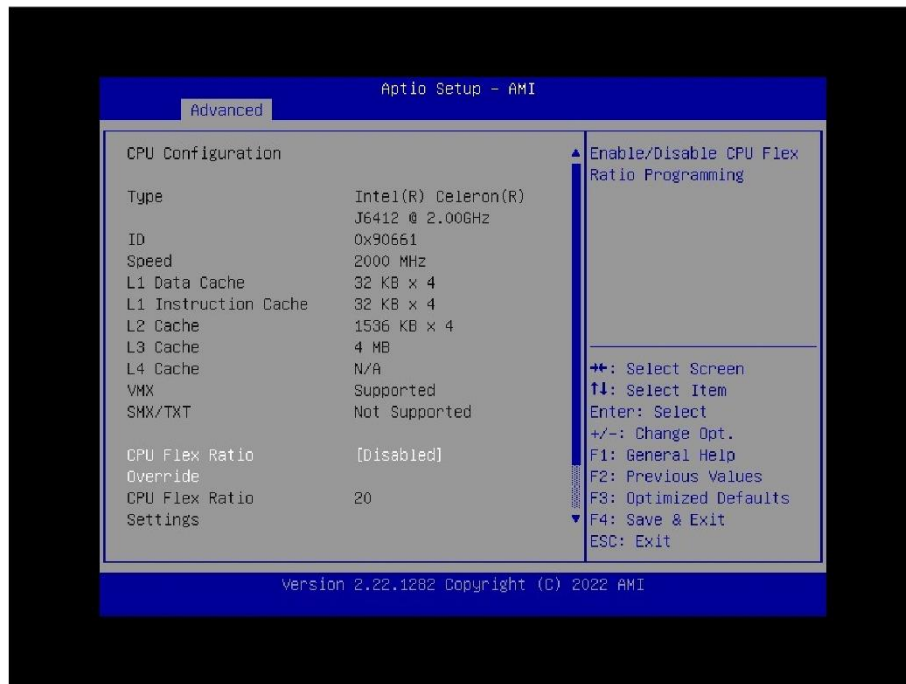 Aptio Setup – AMI
Advanced
CPU Configuration
Type Intel(R) Celeron(R)
J6412 @ 2.00GHz
ID 0x90661
Speed 2000 MHz
L1 Data Cache 32 KB x 4
L1 Instruction Cache 32 KB x 4
L2 Cache 1536 KB x 4
L3 Cache 4 MB
L4 Cache N/A
VMX Supported
SMX/TXT Not Supported
CPU Flex Ratio [Disabled]
Override
CPU Flex Ratio 20
Settings
Enable/Disable CPU Flex
Ratio Programming
→←: Select Screen
↑↓: Select Item
Enter: Select
+/-: Change Opt.
F1: General Help
F2: Previous Values
F3: Optimized Defaults
F4: Save & Exit
ESC: Exit
Version 2.22.1282 Copyright (C) 2022 AMI